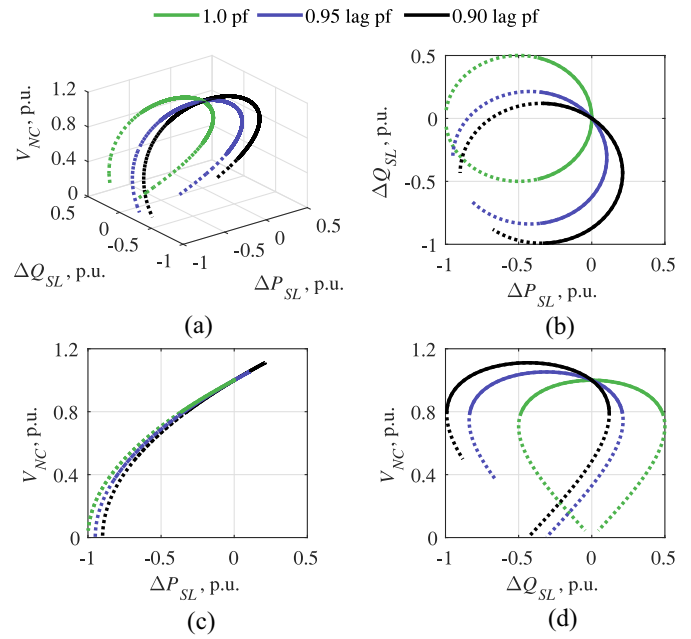 1.0 pf 0.95 lag pf 0.90 lag pf
V_NC, p.u.
1.2
0.8
0.4
0
0.5
0
-0.5
-1
-1
-0.5
0
0.5
ΔQ_SL, p.u.
ΔP_SL, p.u.
(a)
ΔQ_SL, p.u.
0.5
0
-0.5
-1
-1 -0.5 0 0.5
ΔP_SL, p.u.
(b)
V_NC, p.u.
1.2
0.8
0.4
0
-1 -0.5 0 0.5
ΔP_SL, p.u.
(c)
V_NC, p.u.
1.2
0.8
0.4
0
-1 -0.5 0 0.5
ΔQ_SL, p.u.
(d)